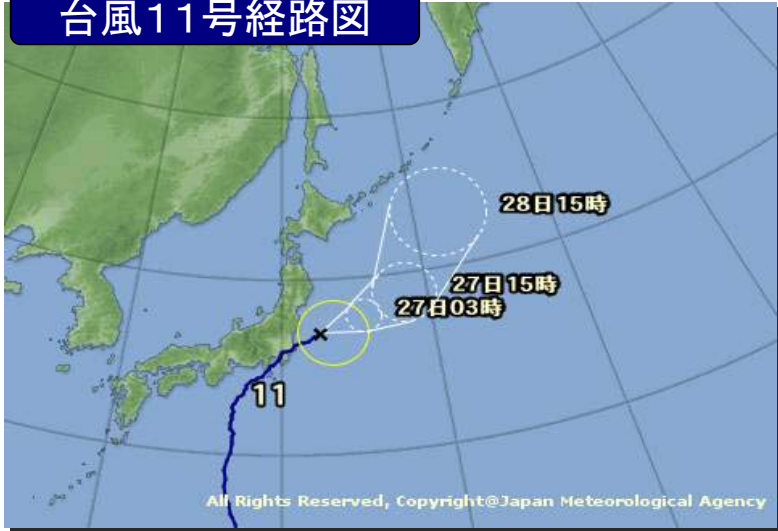 台風１１号経路図
28日15時
27日15時
27日03時
11
All Rights Reserved, Copyright@Japan Meteorological Agency